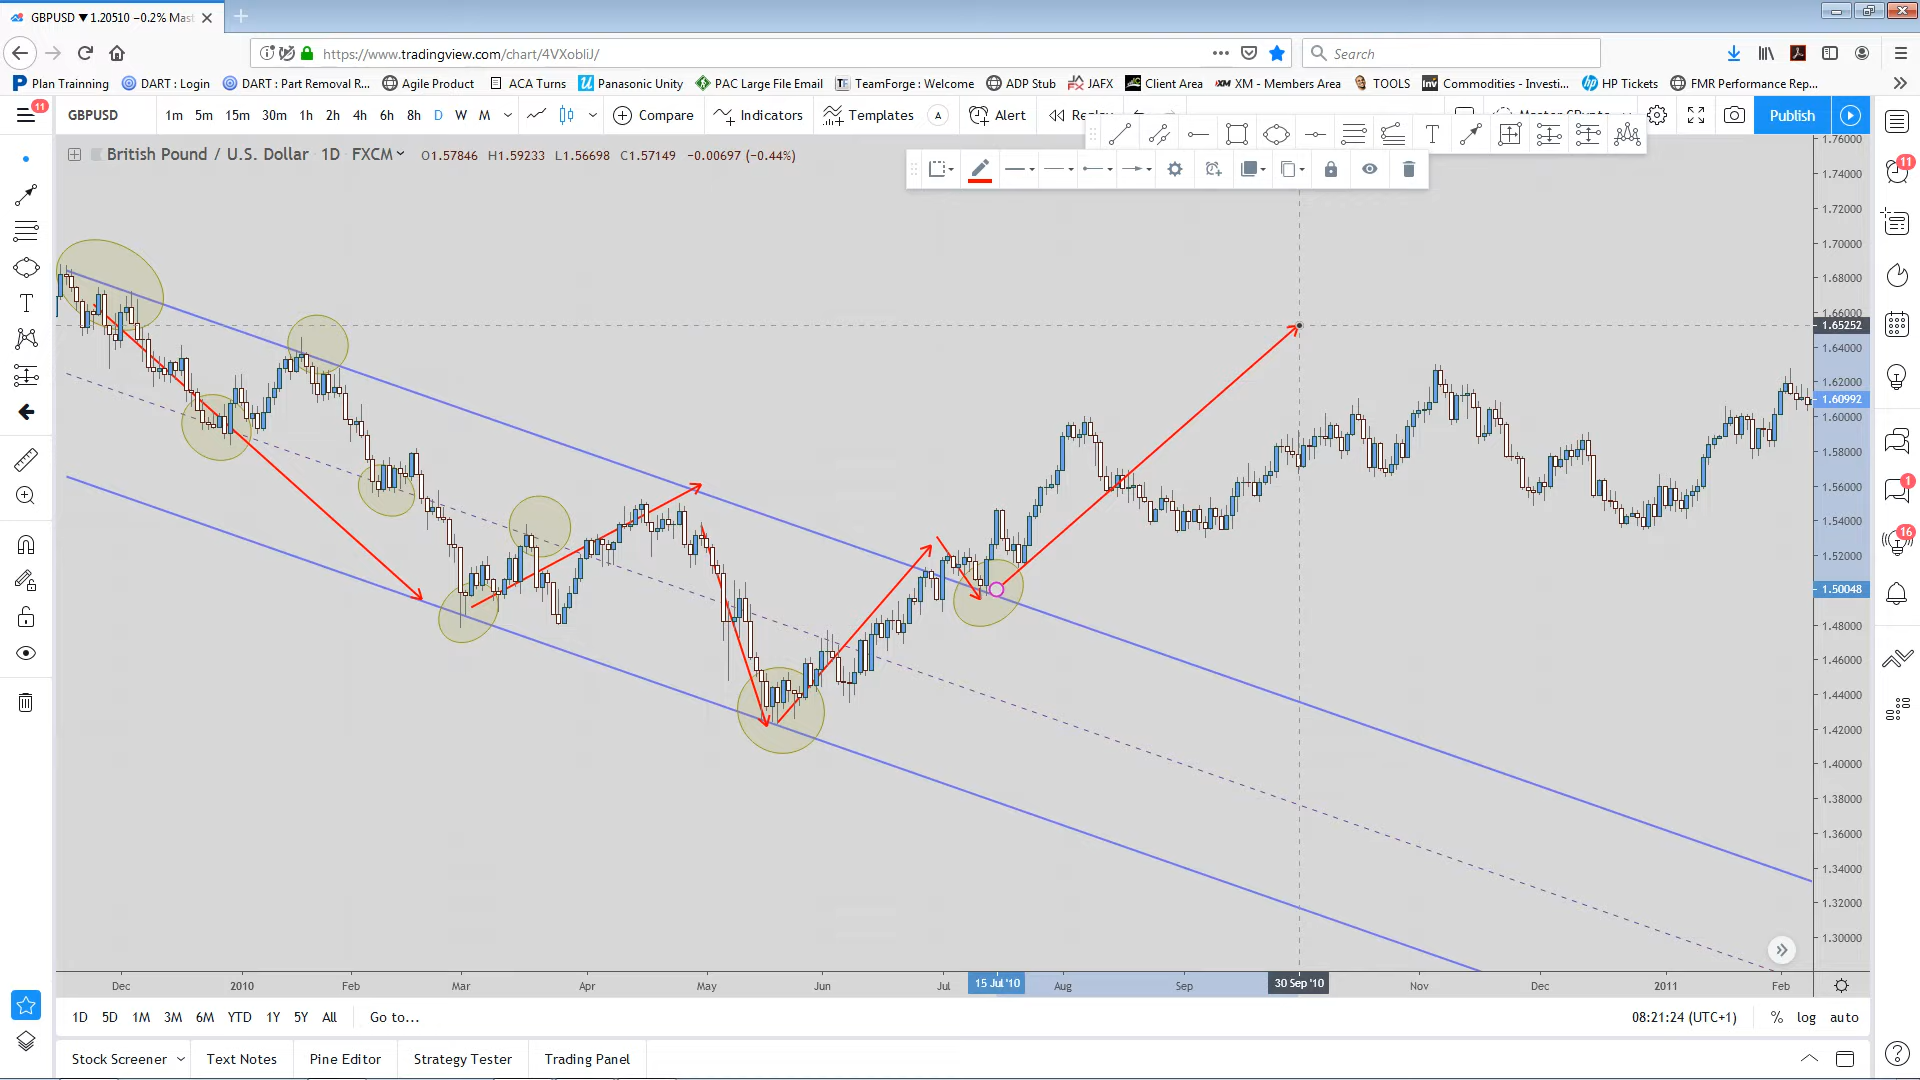 GBPUSD ▼ 1.20510 −0.2% Mas
https://www.tradingview.com/chart/4VXobliJ/
Search
Plan Trainning
DART : Login
DART : Part Removal R...
Agile Product
ACA Turns
Panasonic Unity
PAC Large File Email
TeamForge : Welcome
ADP Stub
JAFX
Client Area
XM - Members Area
TOOLS
Commodities - Investi...
HP Tickets
FMR Performance Rep...
11
GBPUSD
1m 5m 15m 30m 1h 2h 4h 6h 8h D W M
Compare
Indicators
Templates
A
Alert
Publish
British Pound / U.S. Dollar 1D FXCM
O1.57846 H1.59233 L1.56698 C1.57149 −0.00697 (−0.44%)
1.76000
1.74000
1.72000
1.70000
1.68000
1.66000
1.65252
1.64000
1.62000
1.60992
1.60000
1.58000
1.56000
1.54000
1.52000
1.50048
1.48000
1.46000
1.44000
1.42000
1.40000
1.38000
1.36000
1.34000
1.32000
1.30000
11
1
16
Dec 2010 Feb Mar Apr May Jun Jul 15 Jul '10 Aug Sep 30 Sep '10 Nov Dec 2011 Feb
1D 5D 1M 3M 6M YTD 1Y 5Y All Go to...
08:21:24 (UTC+1) % log auto
Stock Screener Text Notes Pine Editor Strategy Tester Trading Panel